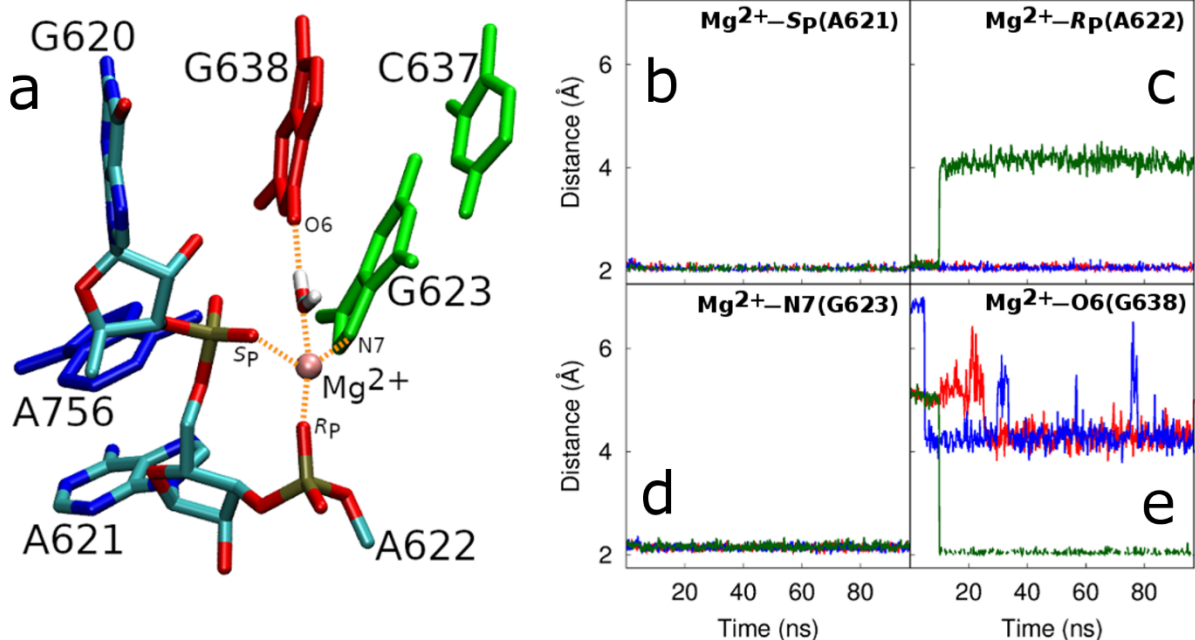 a
G620
G638
C637
O6
G623
SP
N7
Mg2+
A756
RP
A621
A622
Mg2+–Sp(A621)
Mg2+–Rp(A622)
b
c
Distance (Å)
6
4
2
Mg2+–N7(G623)
Mg2+–O6(G638)
d
e
Distance (Å)
6
4
2
20 40 60 80 20 40 60 80
Time (ns) Time (ns)